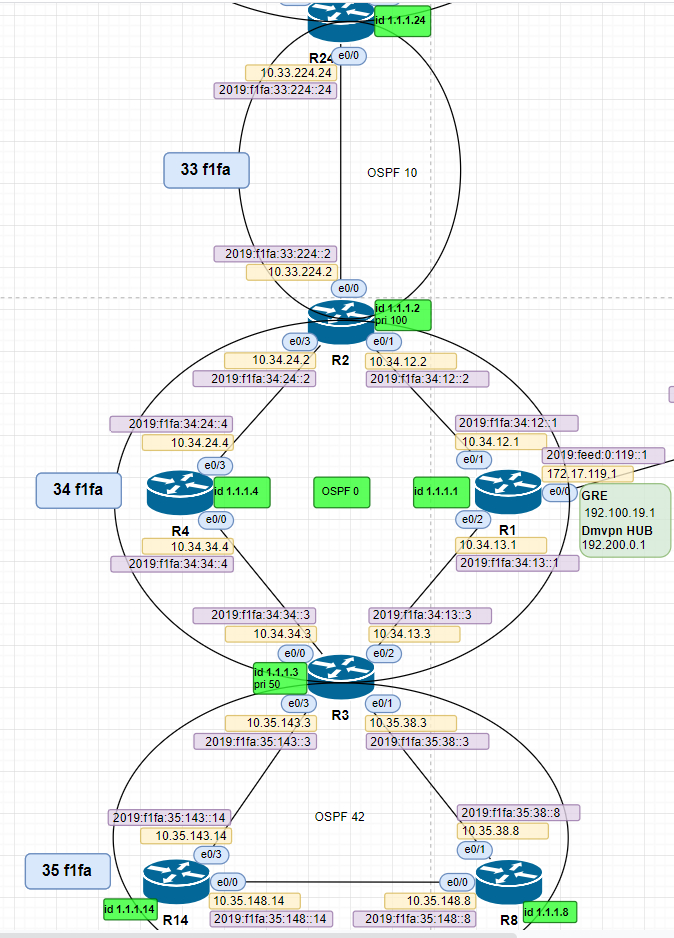 id 1.1.1.24
R24
e0/0
10.33.224.24
2019:f1fa:33:224::24
33 f1fa
OSPF 10
2019:f1fa:33:224::2
10.33.224.2
e0/0
id 1.1.1.2
pri 100
R2
e0/3
e0/1
10.34.24.2
10.34.12.2
2019:f1fa:34:24::2
2019:f1fa:34:12::2
2019:f1fa:34:24::4
2019:f1fa:34:12::1
10.34.24.4
10.34.12.1
e0/3
e0/1
2019:feed:0:119::1
172.17.119.1
34 f1fa
id 1.1.1.4
OSPF 0
id 1.1.1.1
e0/0
GRE
192.100.19.1
Dmvpn HUB
192.200.0.1
R4
R1
e0/0
e0/2
10.34.34.4
10.34.13.1
2019:f1fa:34:34::4
2019:f1fa:34:13::1
2019:f1fa:34:34::3
2019:f1fa:34:13::3
10.34.34.3
10.34.13.3
e0/0
e0/2
id 1.1.1.3
pri 50
R3
e0/3
e0/1
10.35.143.3
10.35.38.3
2019:f1fa:35:143::3
2019:f1fa:35:38::3
2019:f1fa:35:143::14
OSPF 42
2019:f1fa:35:38::8
10.35.143.14
10.35.38.8
e0/3
e0/1
35 f1fa
e0/0
e0/0
10.35.148.14
10.35.148.8
id 1.1.1.14
R14
2019:f1fa:35:148::14
2019:f1fa:35:148::8
R8
id 1.1.1.8